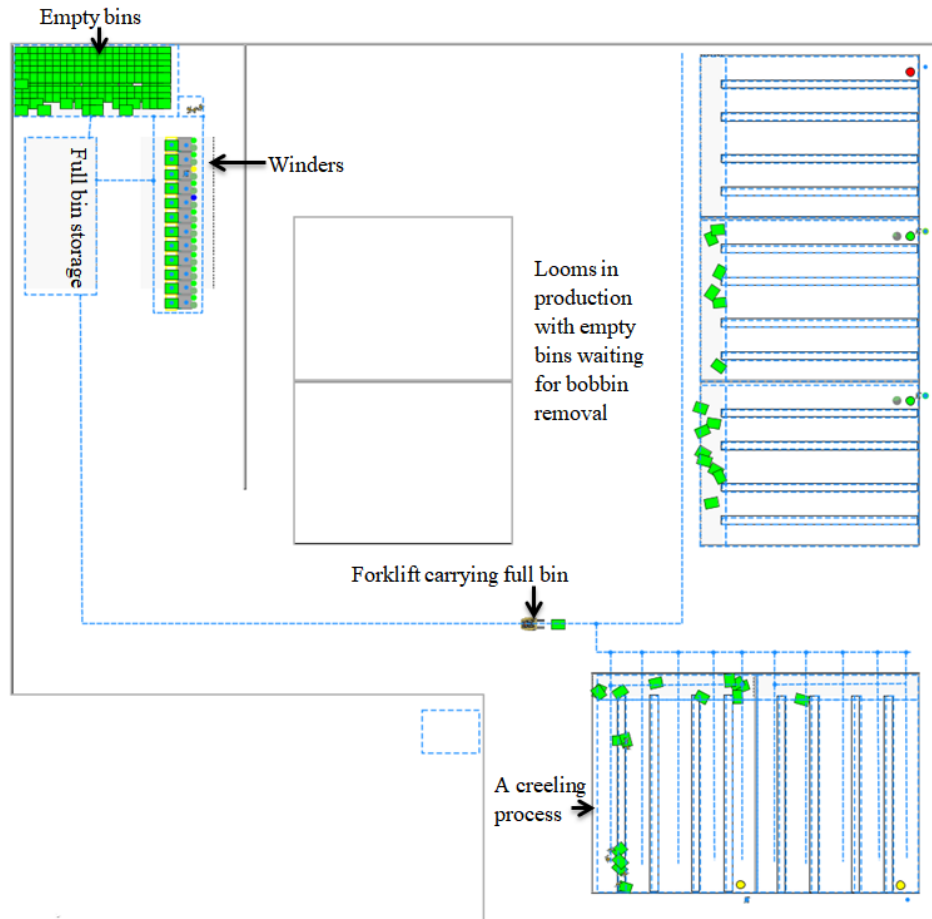 Empty bins
Full bin storage
Winders
Looms in
production
with empty
bins waiting
for bobbin
removal
Forklift carrying full bin
A creeling
process